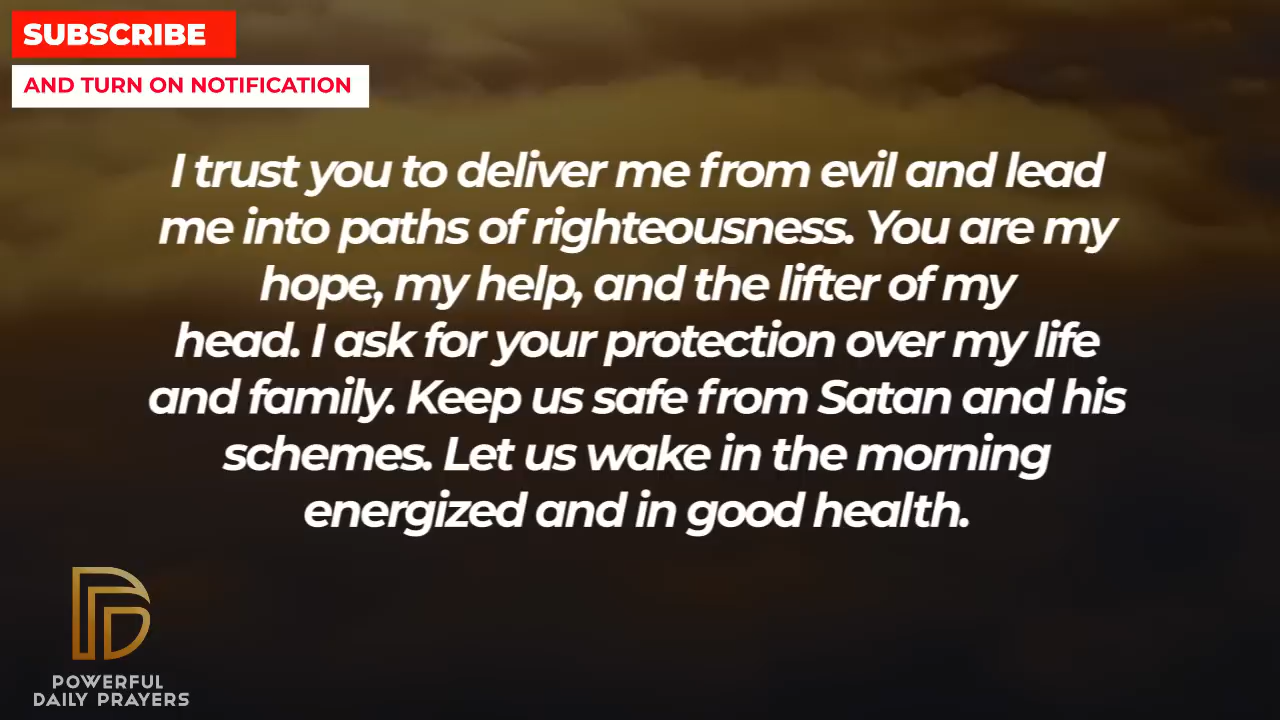 SUBSCRIBE
AND TURN ON NOTIFICATION
I trust you to deliver me from evil and lead
me into paths of righteousness. You are my
hope, my help, and the lifter of my
head. I ask for your protection over my life
and family. Keep us safe from Satan and his
schemes. Let us wake in the morning
energized and in good health.
POWERFUL
DAILY PRAYERS